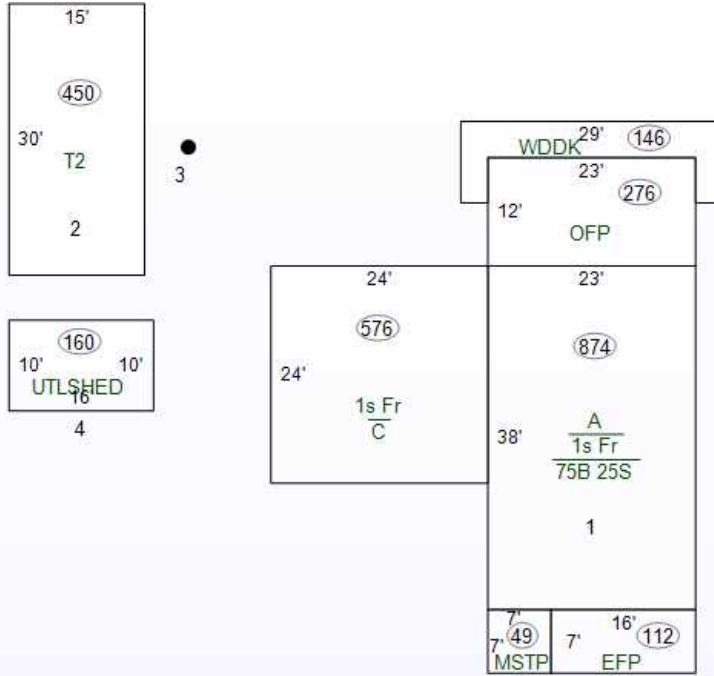 15'
450
30'
T2
2
3
WDDK
29'
146
23'
276
12'
OFP
24'
576
24'
1s Fr
C
23'
874
38'
A
1s Fr
75B 25S
1
160
10'
10'
UTLSHED
16'
4
7'
7'
49
MSTP
7'
16'
112
EFP